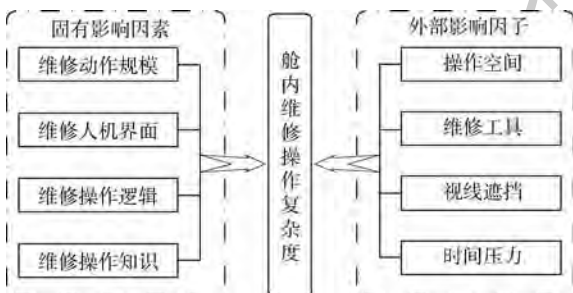 固有影响因素
维修动作规模
维修人机界面
维修操作逻辑
维修操作知识
舱内维修操作复杂度
外部影响因子
操作空间
维修工具
视线遮挡
时间压力